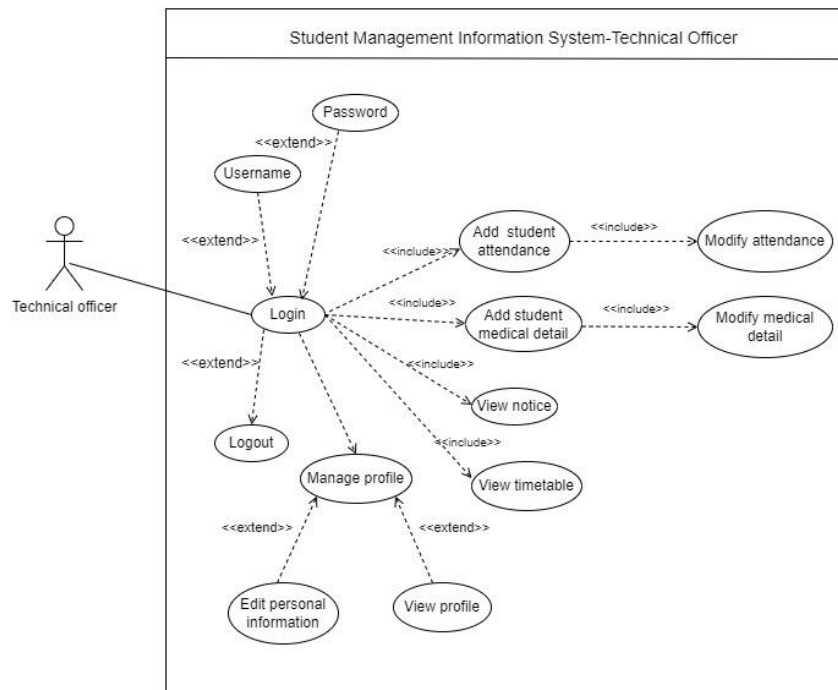 Student Management Information System-Technical Officer
Password
<<extend>>
Username
<<extend>>
Technical officer
Login
<<include>>
Add  student
attendance
<<include>>
Modify attendance
<<include>>
Add student
medical detail
<<include>>
Modify medical
detail
<<include>>
View notice
<<extend>>
Logout
<<include>>
View timetable
Manage profile
<<extend>>
<<extend>>
Edit personal
information
View profile